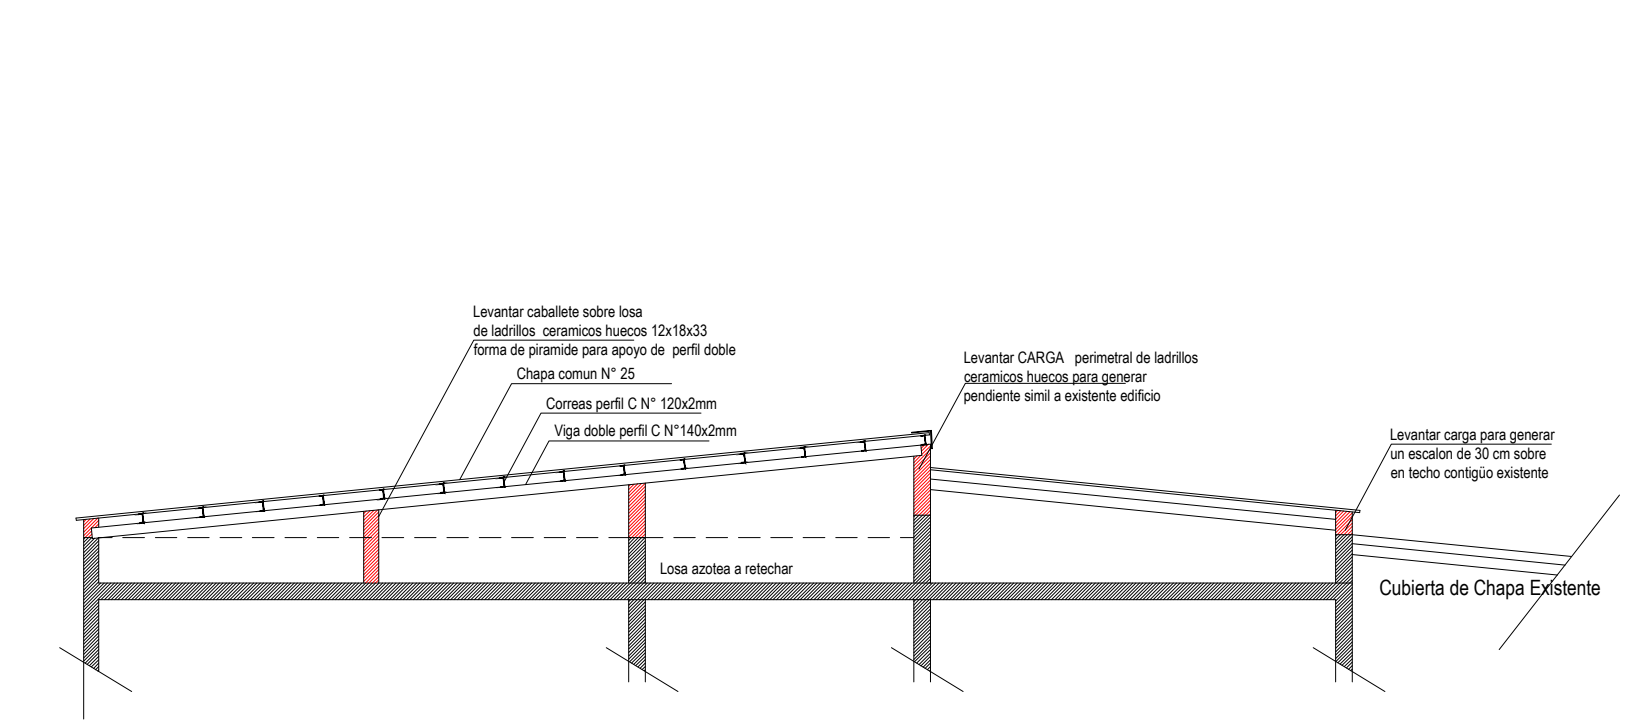 Levantar caballete sobre losa
de ladrillos ceramicos huecos 12x18x33
forma de piramide para apoyo de perfil doble
Chapa comun N° 25
Correas perfil C N° 120x2mm
Viga doble perfil C N°140x2mm
Levantar CARGA perimetral de ladrillos
ceramicos huecos para generar
pendiente simil a existente edificio
Levantar carga para generar
un escalon de 30 cm sobre
en techo contigüo existente
Losa azotea a retechar
Cubierta de Chapa Existente